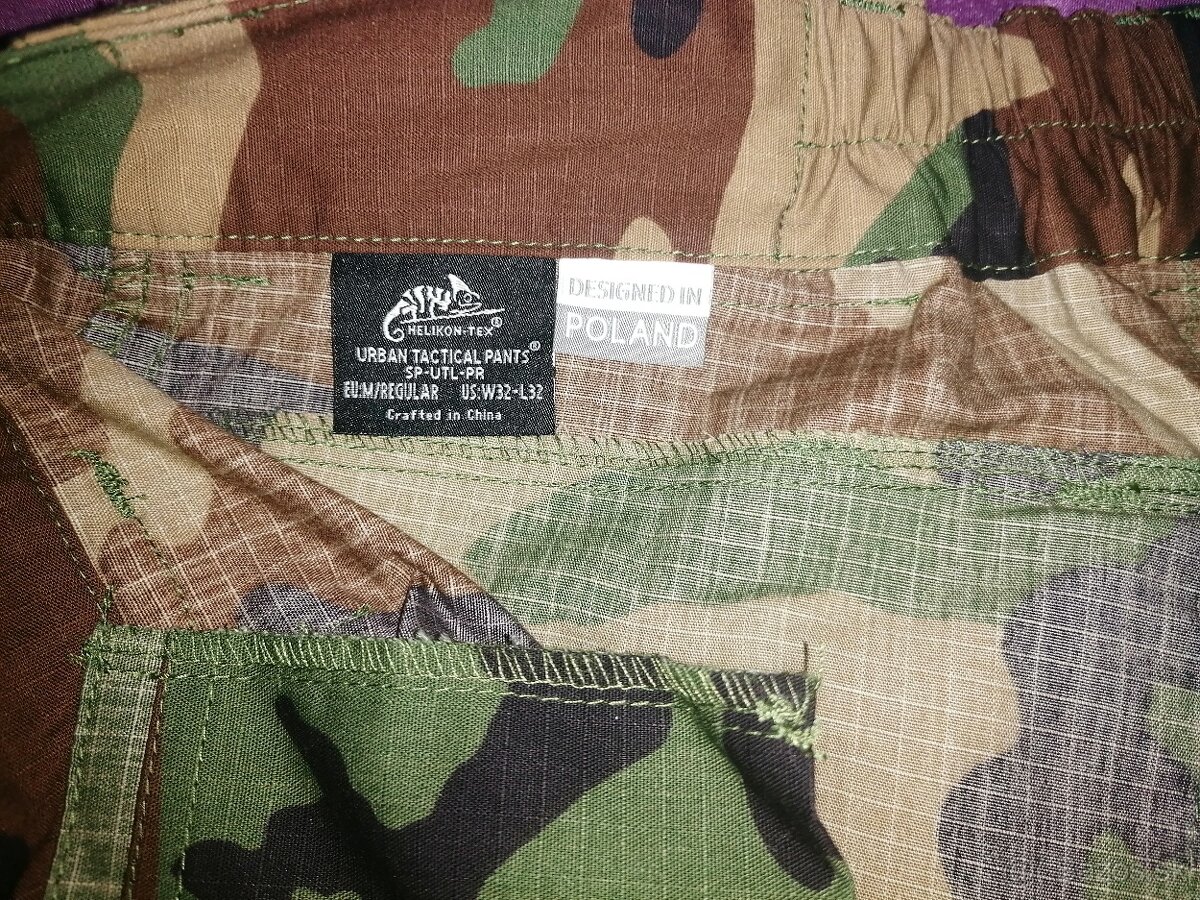 HELIKON-TEX®
URBAN TACTICAL PANTS®
SP-UTL-PR
EU:M/REGULAR US:W32-L32
Crafted in China
DESIGNED IN
POLAND